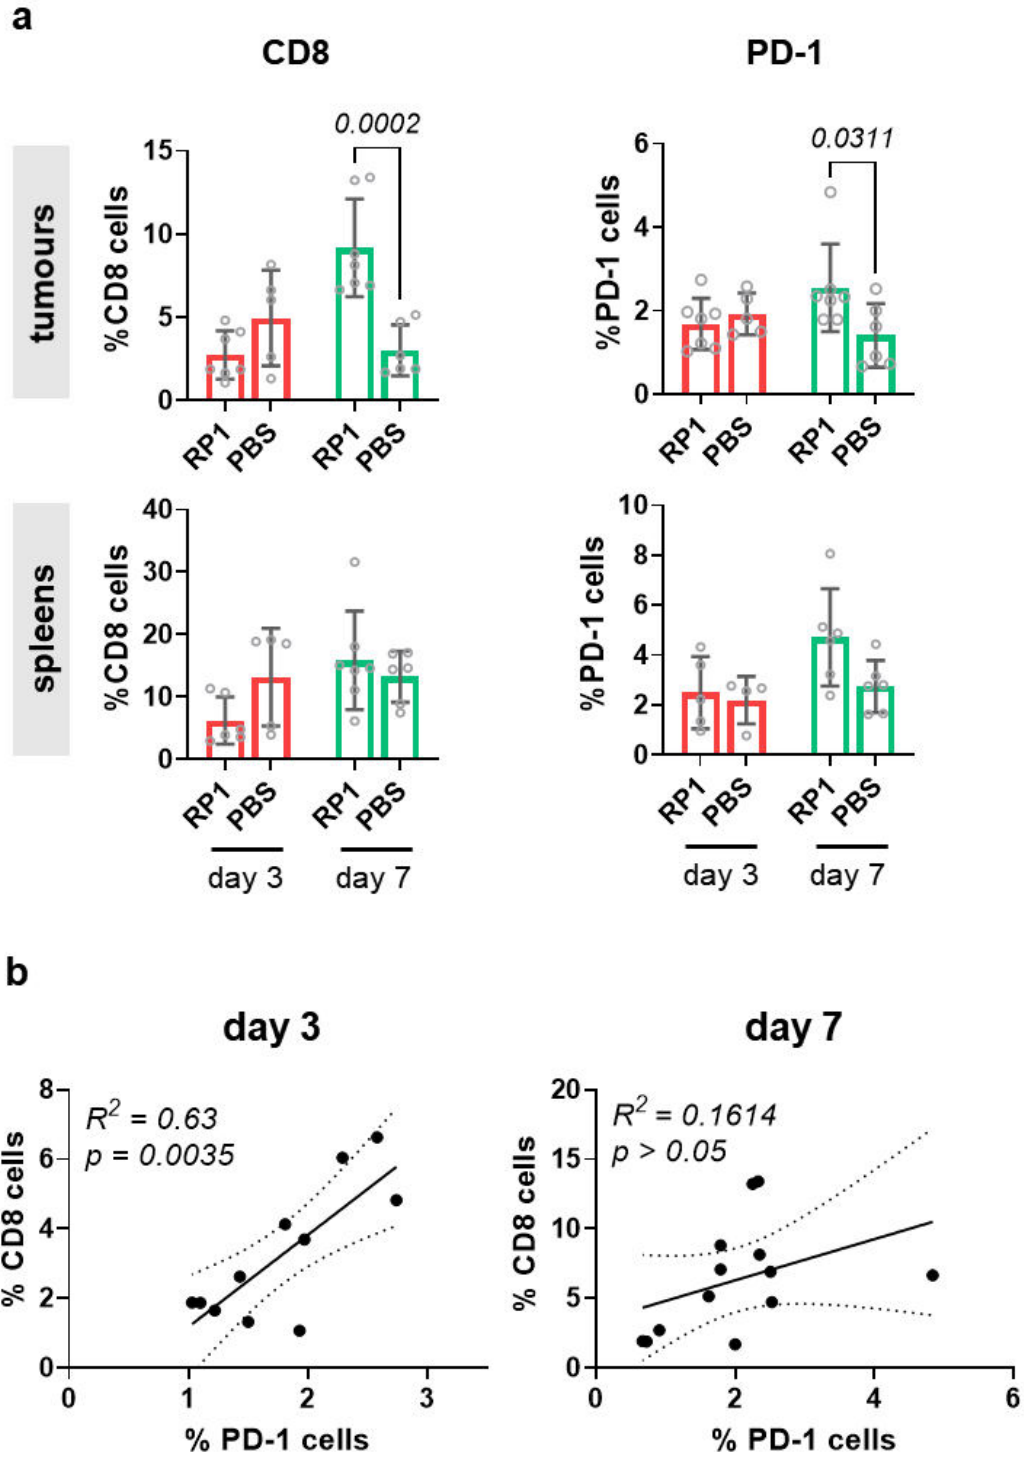 a
CD8
PD-1
tumours
%CD8 cells
15
10
5
0
0.0002
RP1
PBS
RP1
PBS
%PD-1 cells
6
4
2
0
0.0311
RP1
PBS
RP1
PBS
spleens
%CD8 cells
40
30
20
10
0
RP1
PBS
RP1
PBS
day 3
day 7
%PD-1 cells
10
8
6
4
2
0
RP1
PBS
RP1
PBS
day 3
day 7
b
day 3
R² = 0.63
p = 0.0035
% CD8 cells
8
6
4
2
0
0 1 2 3
% PD-1 cells
day 7
R² = 0.1614
p > 0.05
% CD8 cells
20
15
10
5
0
0 2 4 6
% PD-1 cells